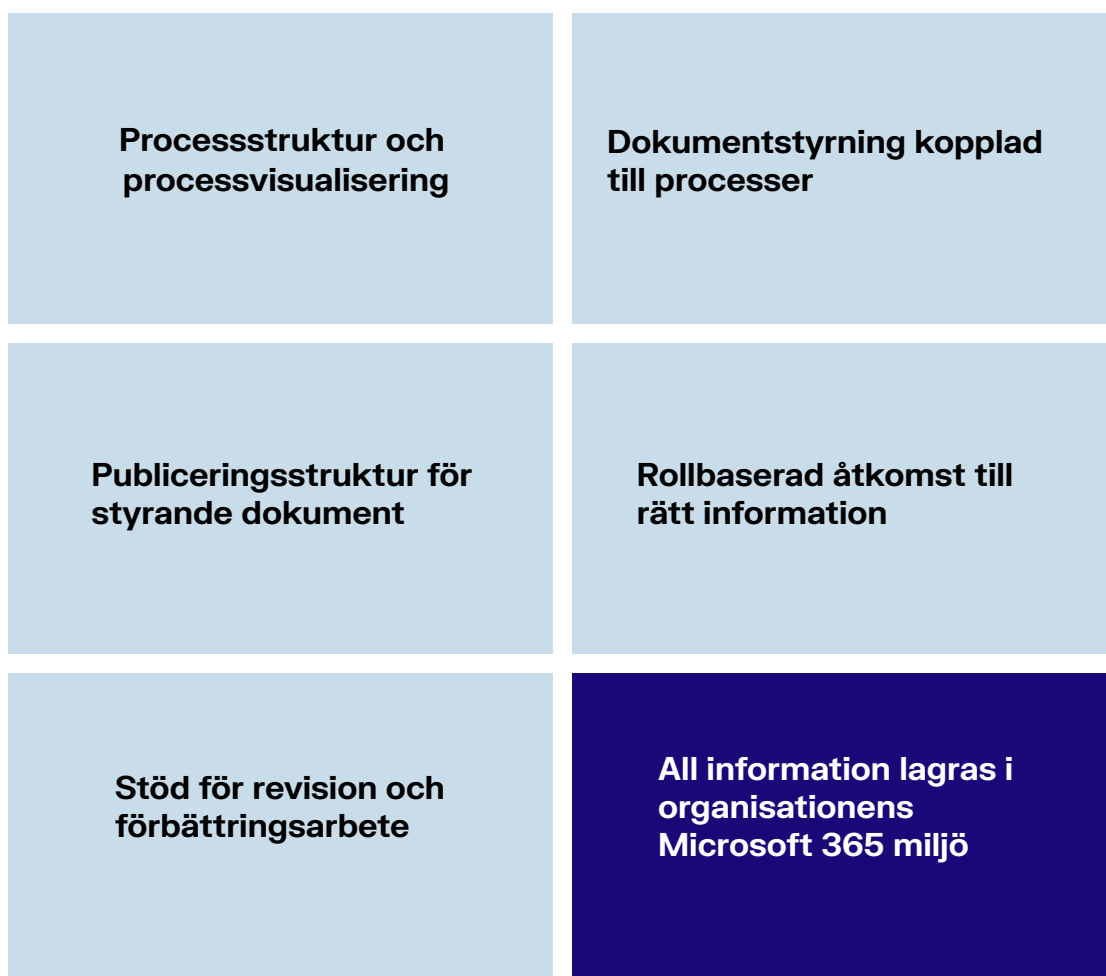 Processstruktur och
processvisualisering
Dokumentstyrning kopplad
till processer
Publiceringsstruktur för
styrande dokument
Rollbaserad åtkomst till
rätt information
Stöd för revision och
förbättringsarbete
All information lagras i
organisationens
Microsoft 365 miljö